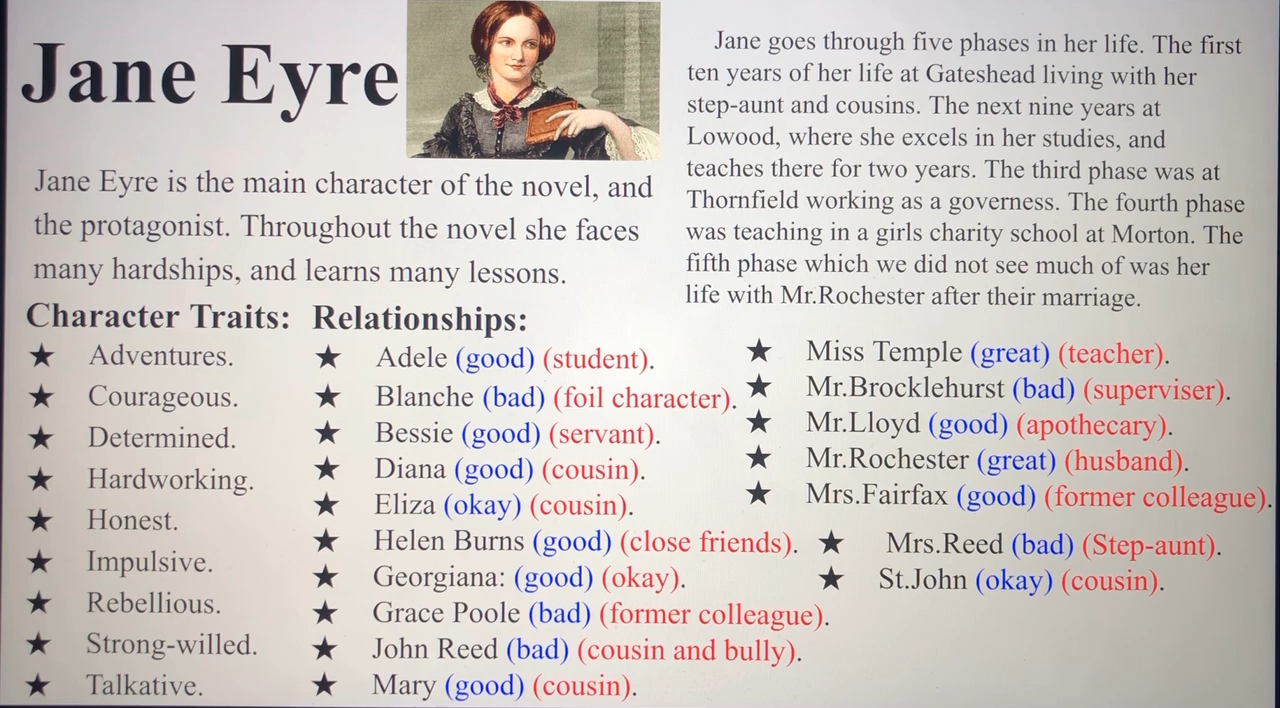 Jane Eyre
Jane Eyre is the main character of the novel, and
the protagonist. Throughout the novel she faces
many hardships, and learns many lessons.
Jane goes through five phases in her life. The first
ten years of her life at Gateshead living with her
step-aunt and cousins. The next nine years at
Lowood, where she excels in her studies, and
teaches there for two years. The third phase was at
Thornfield working as a governess. The fourth phase
was teaching in a girls charity school at Morton. The
fifth phase which we did not see much of was her
life with Mr.Rochester after their marriage.
Character Traits:
★ Adventures.
★ Courageous.
★ Determined.
★ Hardworking.
★ Honest.
★ Impulsive.
★ Rebellious.
★ Strong-willed.
★ Talkative.
Relationships:
★ Adele (good) (student).
★ Blanche (bad) (foil character).
★ Bessie (good) (servant).
★ Diana (good) (cousin).
★ Eliza (okay) (cousin).
★ Helen Burns (good) (close friends).
★ Georgiana: (good) (okay).
★ Grace Poole (bad) (former colleague).
★ John Reed (bad) (cousin and bully).
★ Mary (good) (cousin).
★ Miss Temple (great) (teacher).
★ Mr.Brocklehurst (bad) (superviser).
★ Mr.Lloyd (good) (apothecary).
★ Mr.Rochester (great) (husband).
★ Mrs.Fairfax (good) (former colleague).
★ Mrs.Reed (bad) (Step-aunt).
★ St.John (okay) (cousin).